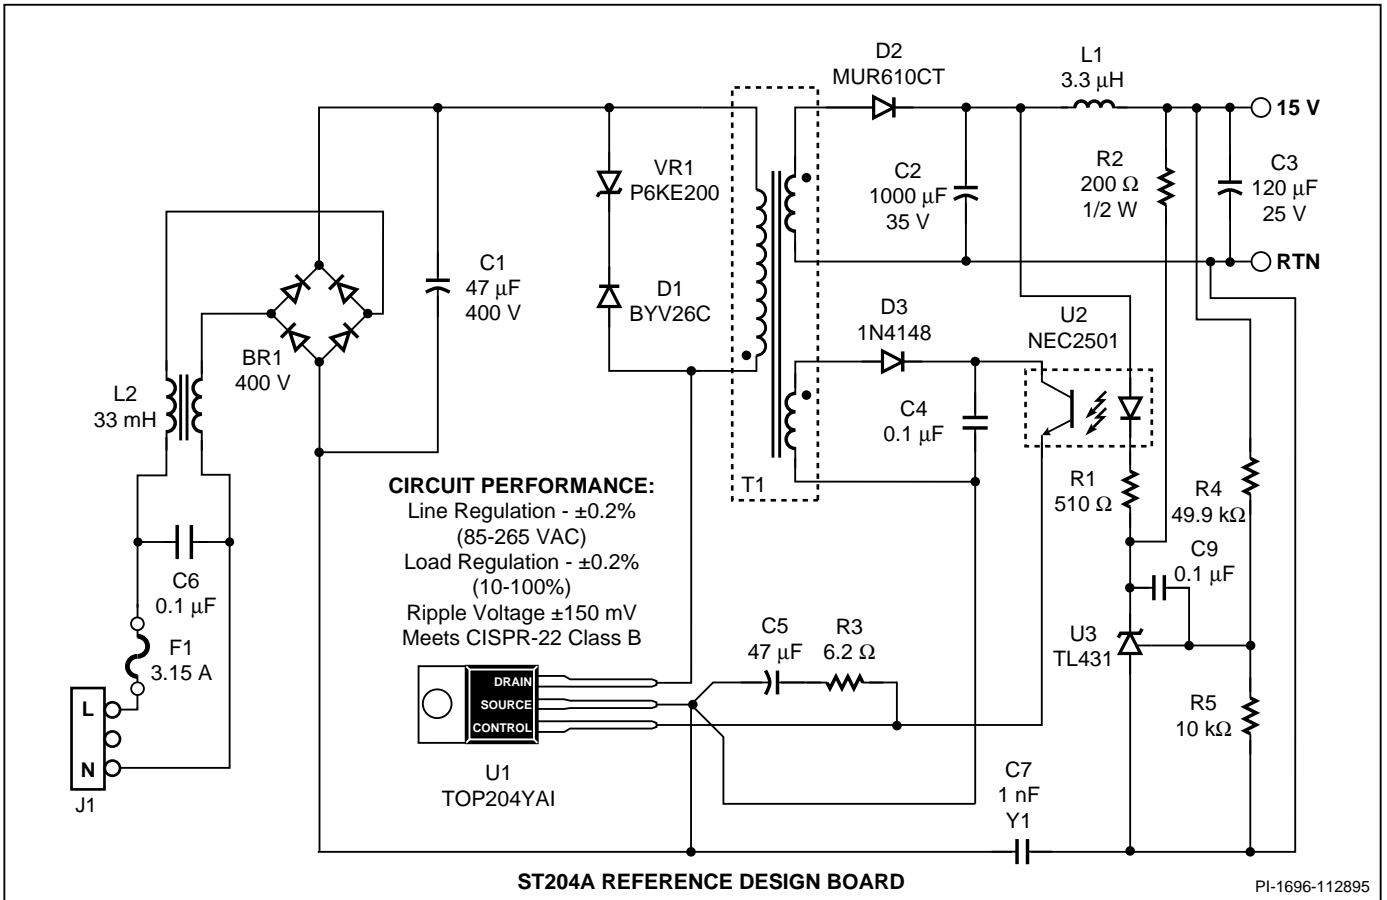 D2
MUR610CT
L1
3.3 µH
15 V
VR1
P6KE200
C2
1000 µF
35 V
R2
200 Ω
1/2 W
C3
120 µF
25 V
RTN
C1
47 µF
400 V
D1
BYV26C
D3
1N4148
U2
NEC2501
BR1
400 V
L2
33 mH
C4
0.1 µF
T1
R1
510 Ω
R4
49.9 kΩ
CIRCUIT PERFORMANCE:
Line Regulation - ±0.2%
(85-265 VAC)
Load Regulation - ±0.2%
(10-100%)
Ripple Voltage ±150 mV
Meets CISPR-22 Class B
C9
0.1 µF
C6
0.1 µF
F1
3.15 A
C5
47 µF
R3
6.2 Ω
U3
TL431
DRAIN
SOURCE
CONTROL
L
N
J1
R5
10 kΩ
U1
TOP204YAI
C7
1 nF
Y1
ST204A REFERENCE DESIGN BOARD
PI-1696-112895